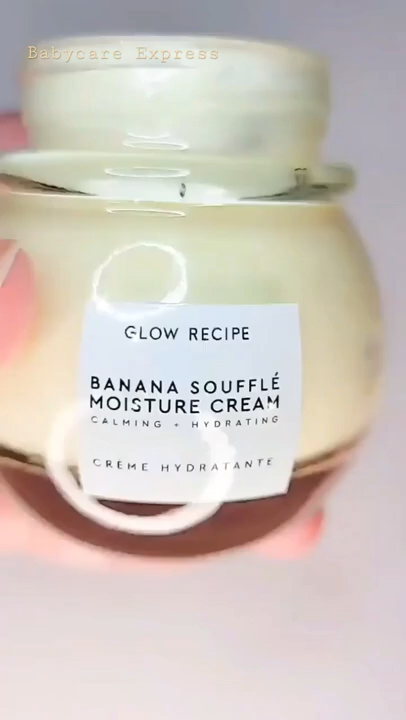 Babycare Express
GLOW RECIPE
BANANA SOUFFLÉ
MOISTURE CREAM
CALMING + HYDRATING
CRÈME HYDRATANTE